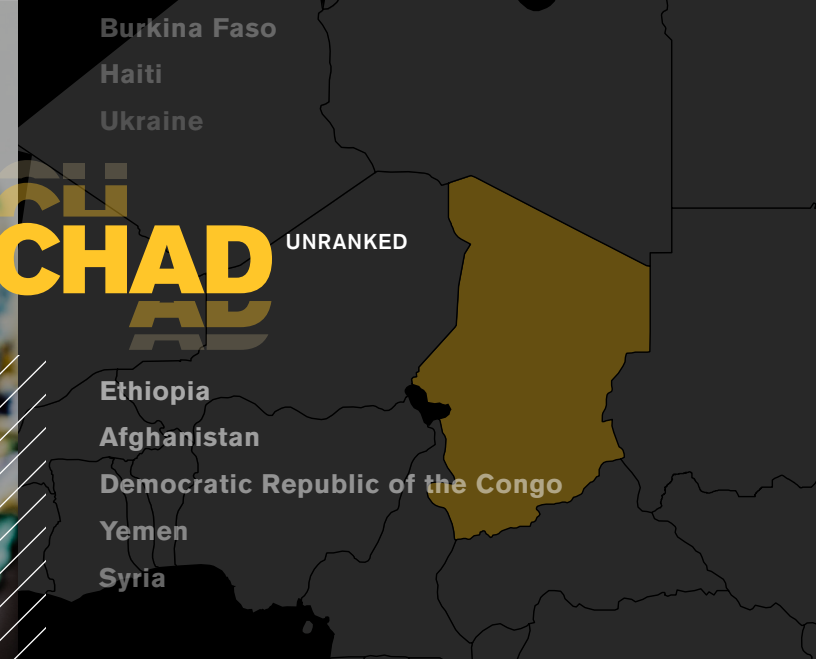 Burkina Faso
Haiti
Ukraine
CHAD UNRANKED
Ethiopia
Afghanistan
Democratic Republic of the Congo
Yemen
Syria